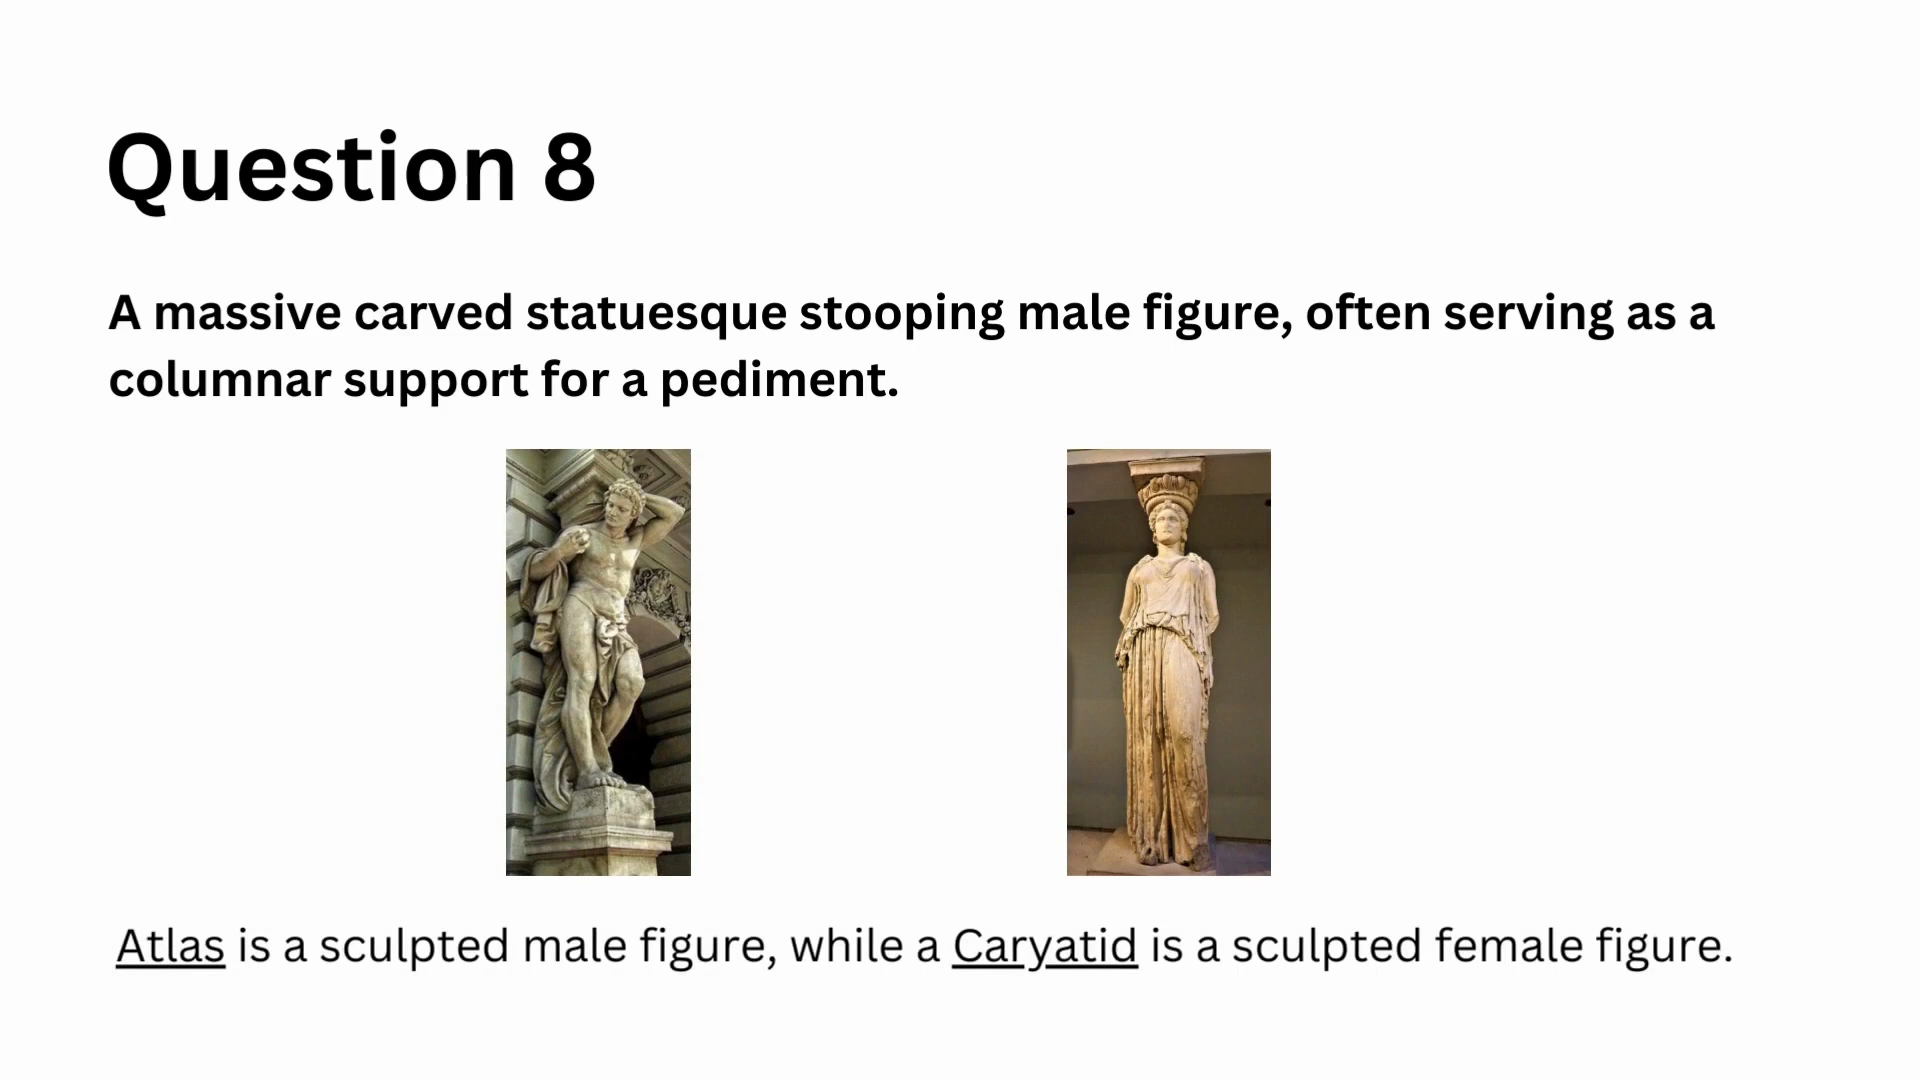 Question 8
A massive carved statuesque stooping male figure, often serving as a
columnar support for a pediment.
Atlas is a sculpted male figure, while a Caryatid is a sculpted female figure.